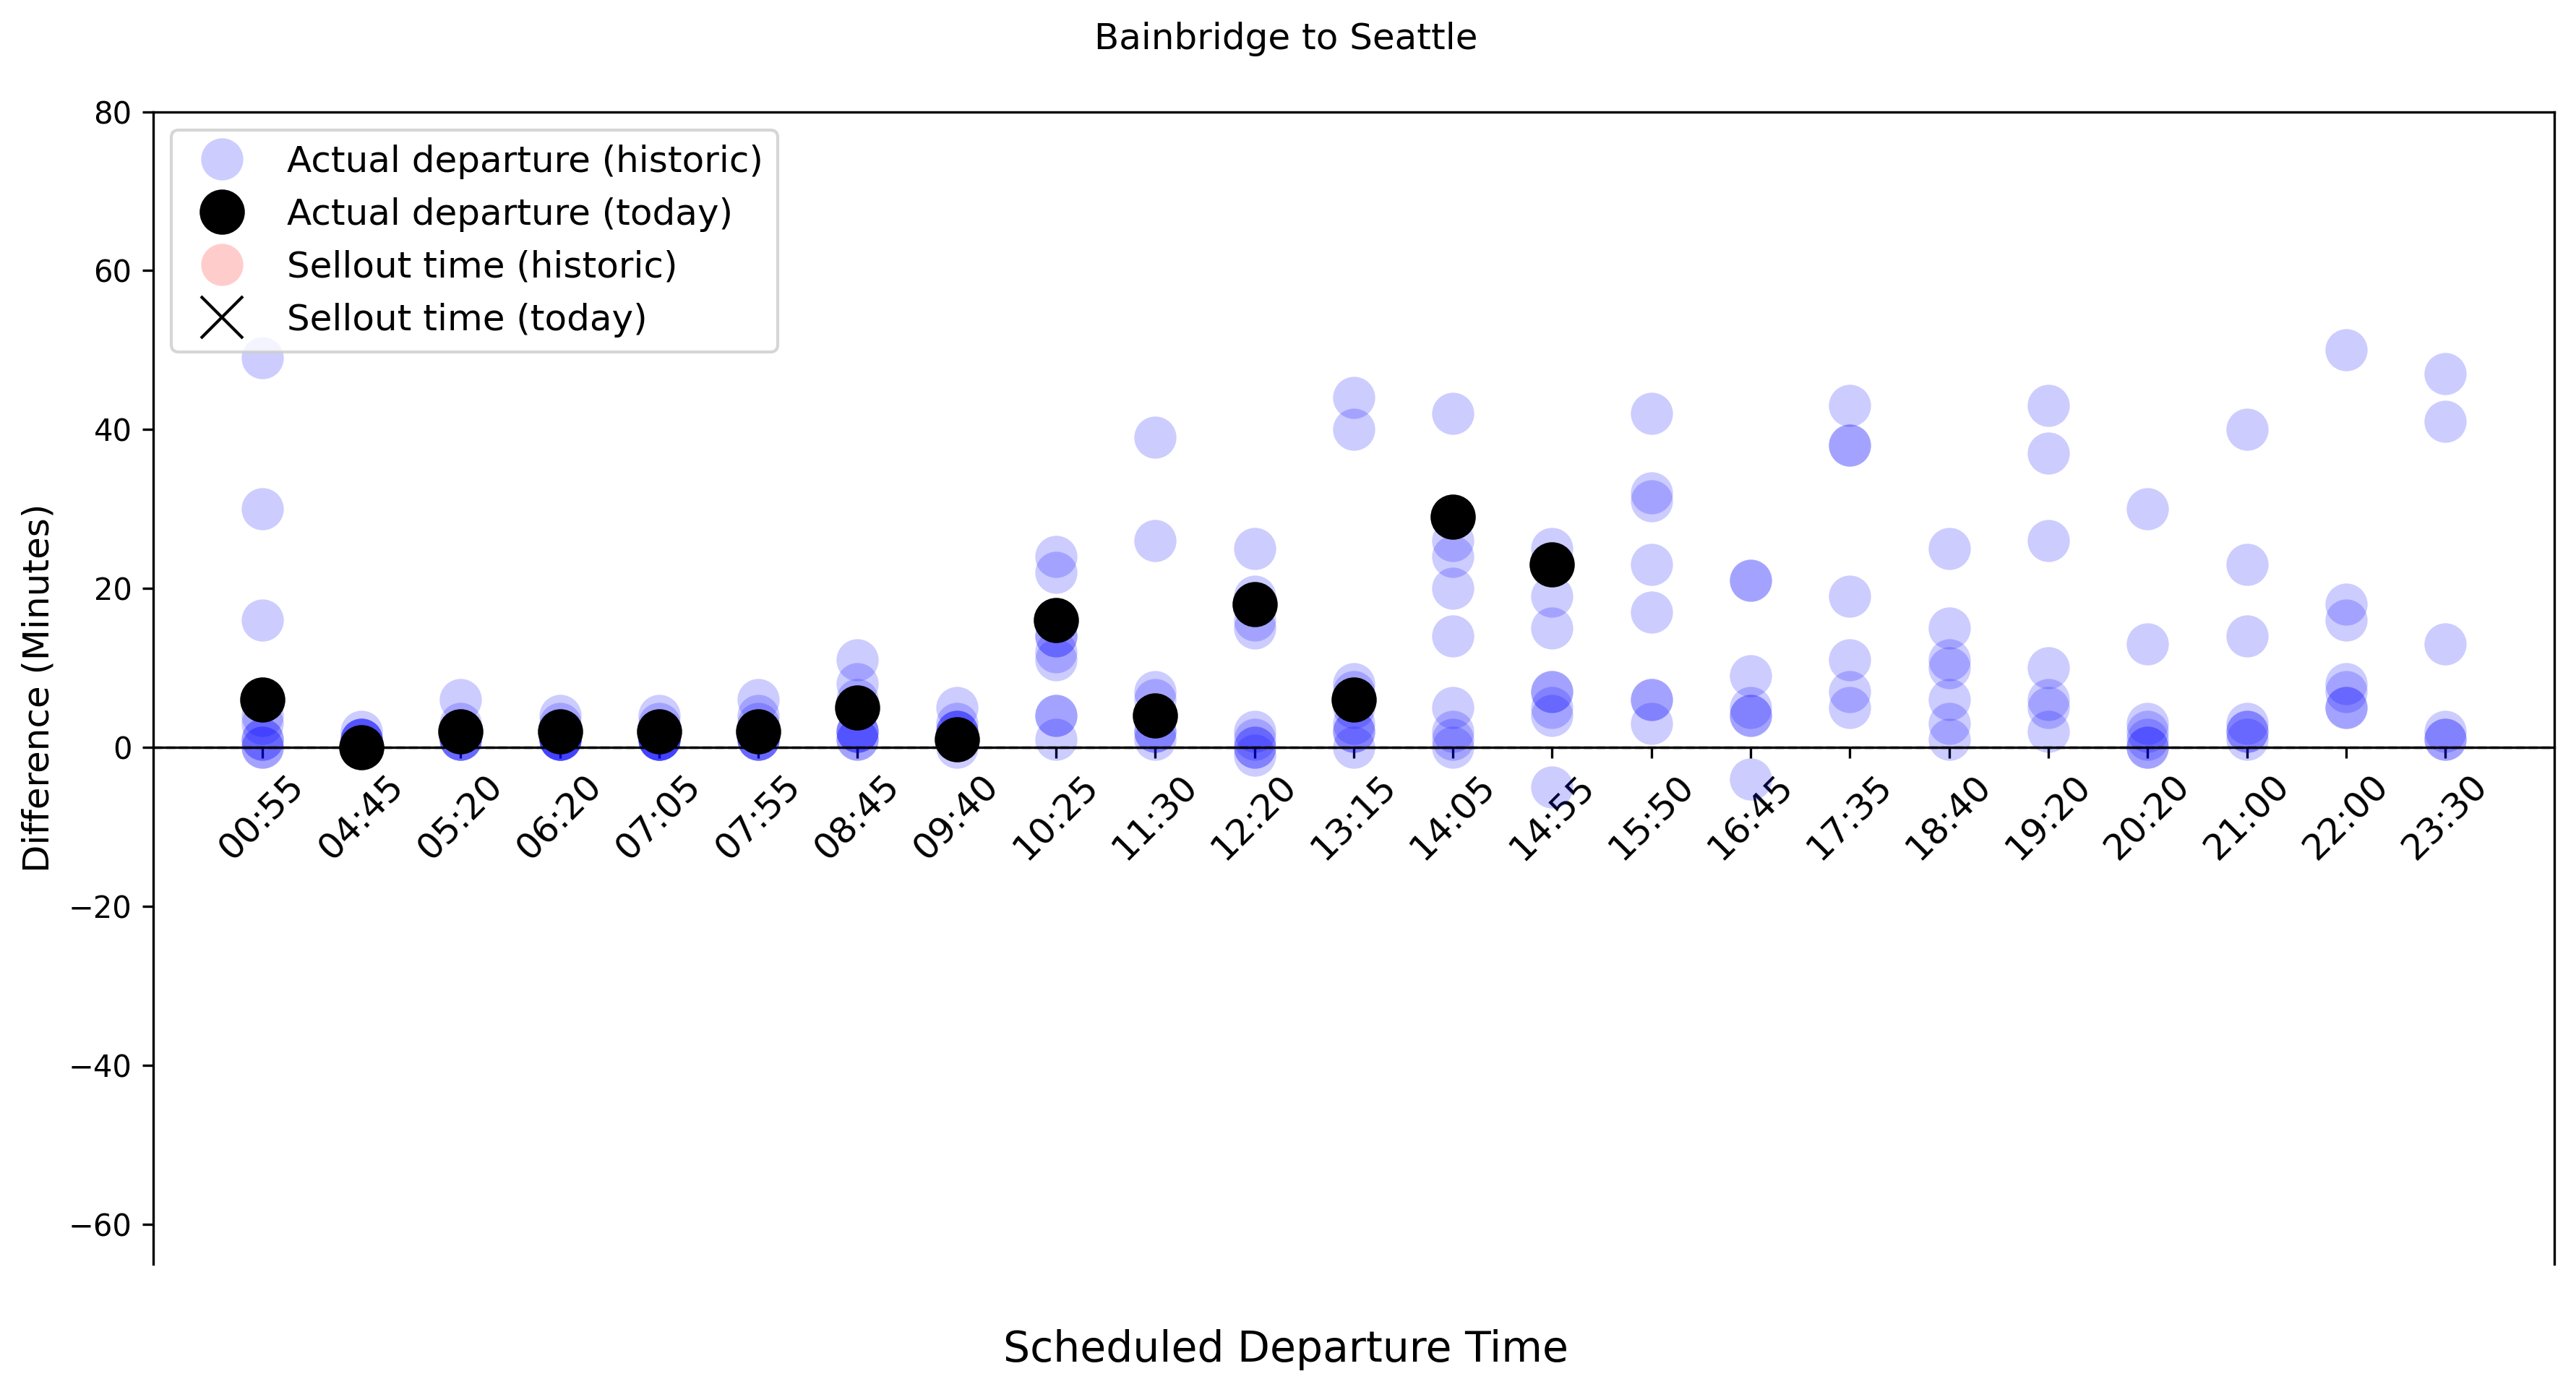 Bainbridge to Seattle
80
60
40
20
0
−20
−40
−60
Difference (Minutes)
Actual departure (historic)
Actual departure (today)
Sellout time (historic)
Sellout time (today)
00:55 04:45 05:20 06:20 07:05 07:55 08:45 09:40 10:25 11:30 12:20 13:15 14:05 14:55 15:50 16:45 17:35 18:40 19:20 20:20 21:00 22:00 23:30
Scheduled Departure Time